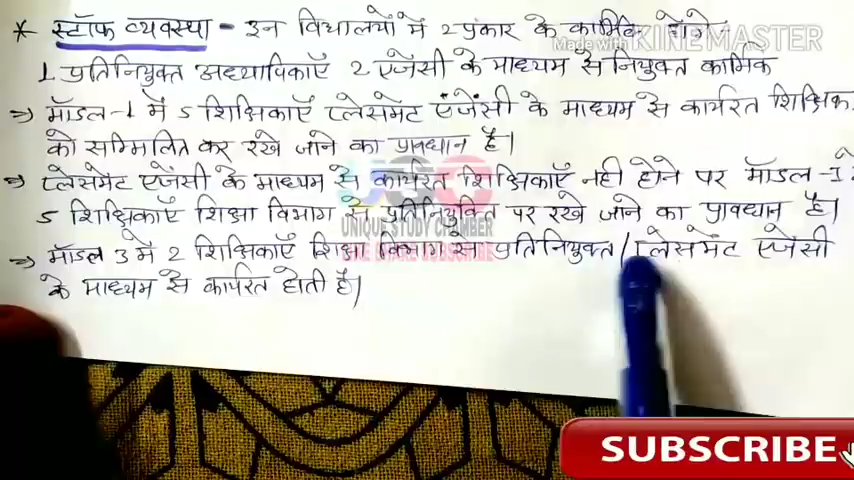 * स्टॉफ व्यवस्था - इन विद्यालयों में 2 प्रकार के कार्मिक होंगे-
Made with KINEMASTER
1 प्रतिनियुक्त अध्यापिकाएँ 2 एजेंसी के माध्यम से नियुक्त कार्मिक
⇒ मॉडल-1 में 5 शिक्षिकाएँ प्लेसमेंट एंजेंसी के माध्यम से कार्यरत शिक्षिक
को सम्मिलित कर रखे जाने का प्रावधान है।
⇒ प्लेसमेंट एजेंसी के माध्यम से कार्यरत शिक्षिकाएँ नही होने पर मॉडल-1
5 शिक्षिकाएँ शिक्षा विभाग से प्रतिनियुक्ति पर रखे जाने का प्रावधान है।
UNIQUE STUDY CHAMBER
⇒ मॉडल 3 में 2 शिक्षिकाएँ शिक्षा विभाग से प्रतिनियुक्त/प्लेसमेंट एजेंसी
के माध्यम से कार्यरत होती है।
SUBSCRIBE